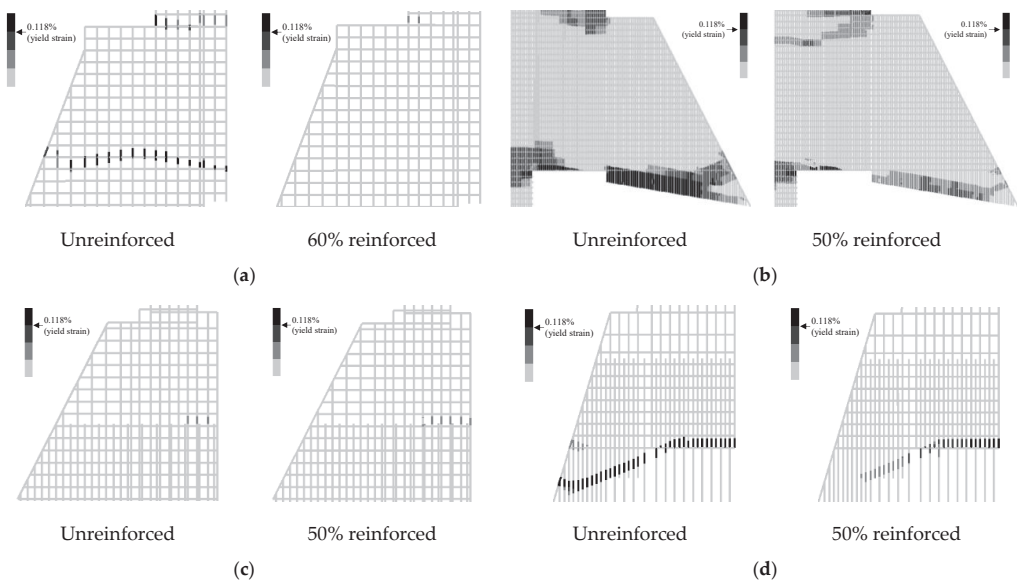 0.118%
(yield strain)
0.118%
(yield strain)
0.118%
(yield strain)
0.118%
(yield strain)
Unreinforced
60% reinforced
Unreinforced
50% reinforced
(a)
(b)
0.118%
(yield strain)
0.118%
(yield strain)
0.118%
(yield strain)
0.118%
(yield strain)
Unreinforced
50% reinforced
Unreinforced
50% reinforced
(c)
(d)